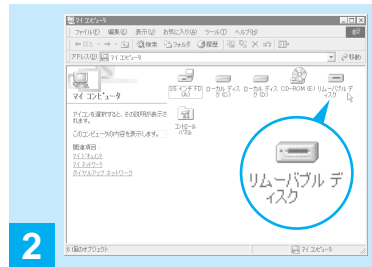 マイ コンピュータ
ファイル(F) 編集(E) 表示(V) お気に入り(A) ツール(T) ヘルプ(H)
戻る 検索 フォルダ 履歴
アドレス(D) マイ コンピュータ 移動
マイ コンピュータ
アイコンを選択すると、その説明が表示されます。
このコンピュータの内容を表示します。
関連項目:
マイ ドキュメント
マイ ネットワーク
ダイヤルアップ ネットワーク
3.5 インチ FD (A)
ローカル ディスク (C)
ローカル ディスク (D)
CD-ROM (E)
リムーバブル ディスク
コントロール パネル
リムーバブル ディスク
6 個のオブジェクト マイ コンピュータ
2